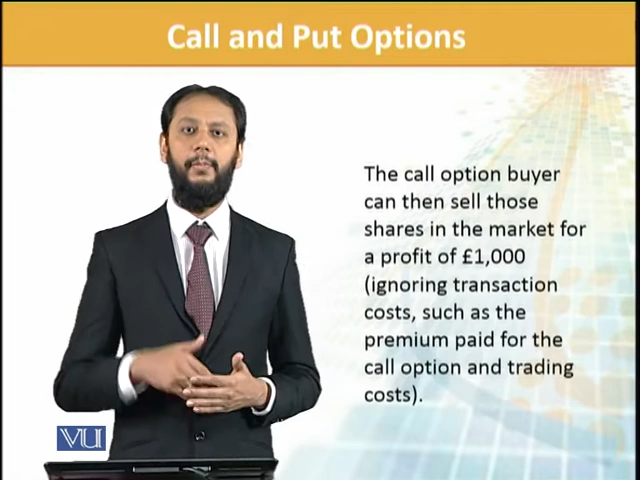 Call and Put Options
The call option buyer
can then sell those
shares in the market for
a profit of £1,000
(ignoring transaction
costs, such as the
premium paid for the
call option and trading
costs).
VU